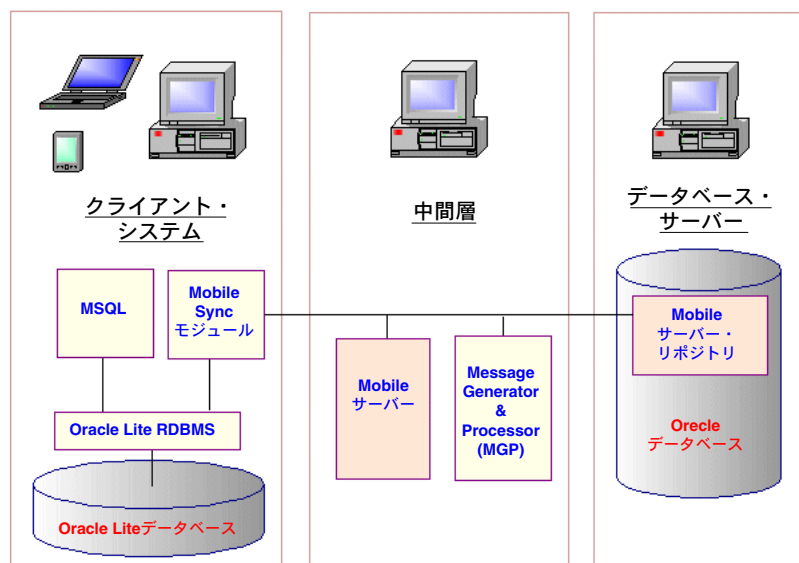 クライアント・
システム
中間層
データベース・
サーバー
MSQL
Mobile
Sync
モジュール
Oracle Lite RDBMS
Oracle Liteデータベース
Mobile
サーバー
Message
Generator
&
Processor
(MGP)
Mobile
サーバー・
リポジトリ
Orecle
データベース